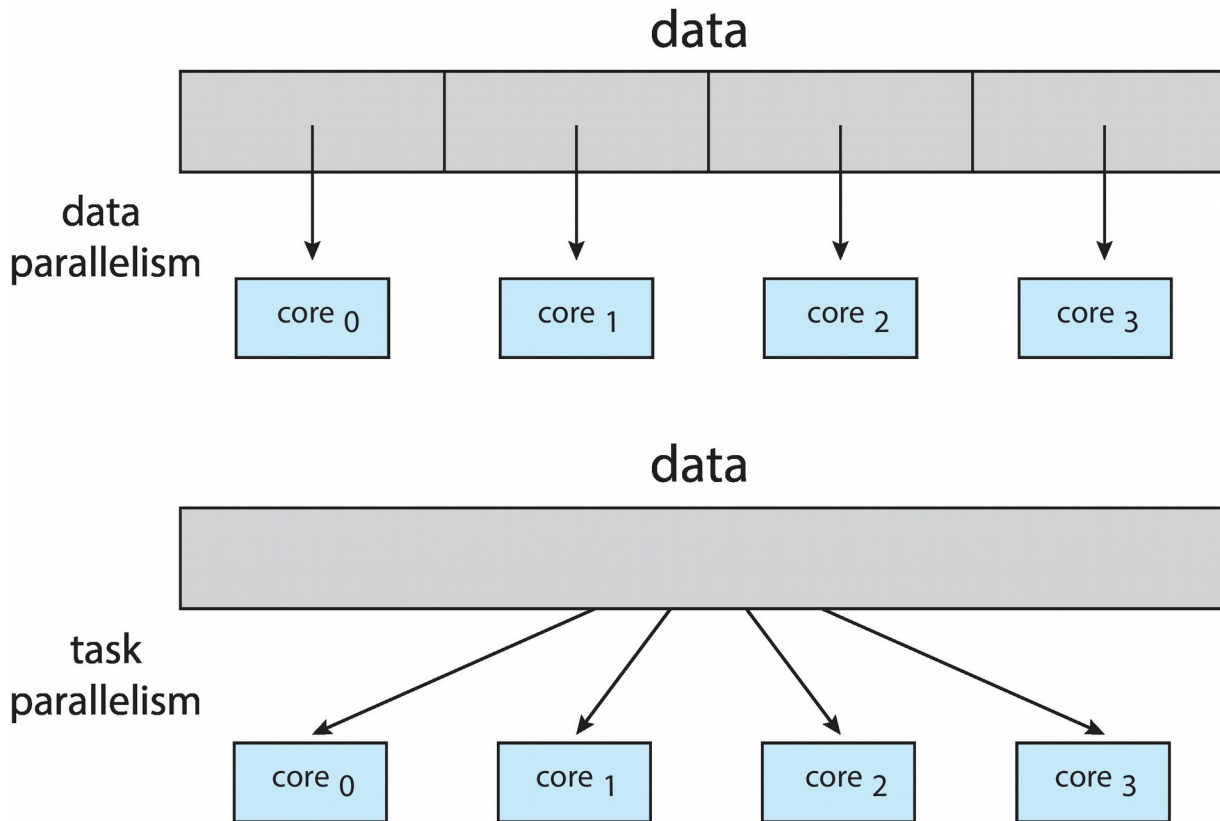 data
data
parallelism
core 0
core 1
core 2
core 3
data
task
parallelism
core 0
core 1
core 2
core 3